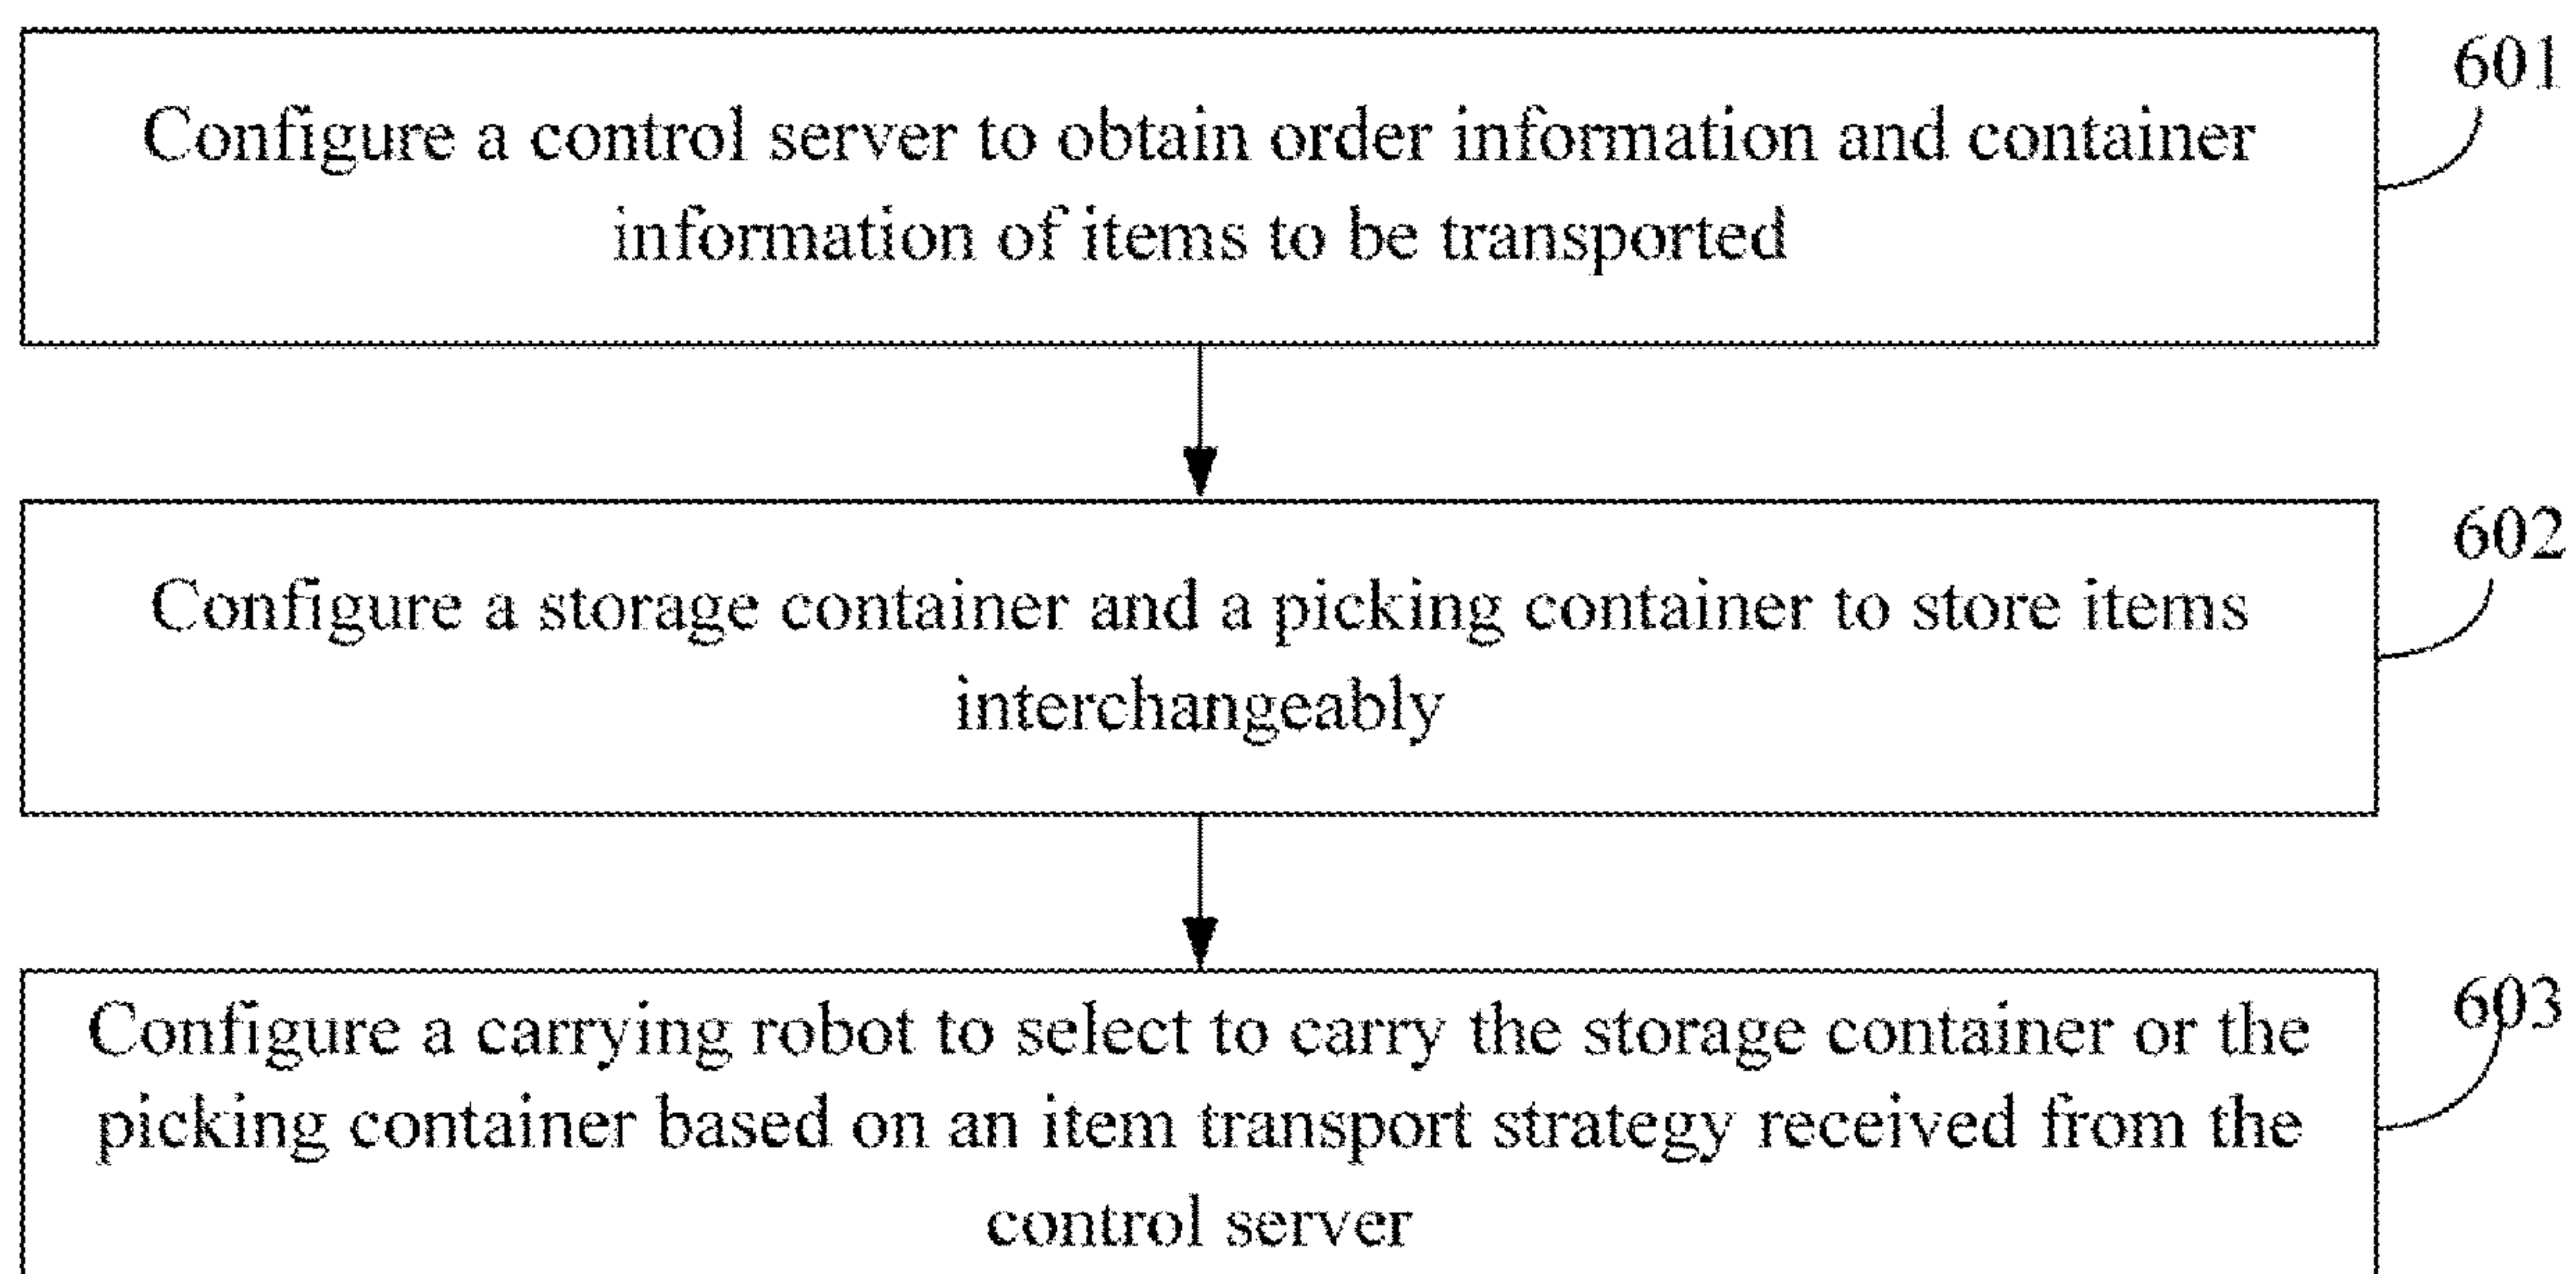 601
Configure a control server to obtain order information and container
information of items to be transported
602
Configure a storage container and a picking container to store items
interchangeably
603
Configure a carrying robot to select to carry the storage container or the
picking container based on an item transport strategy received from the
control server